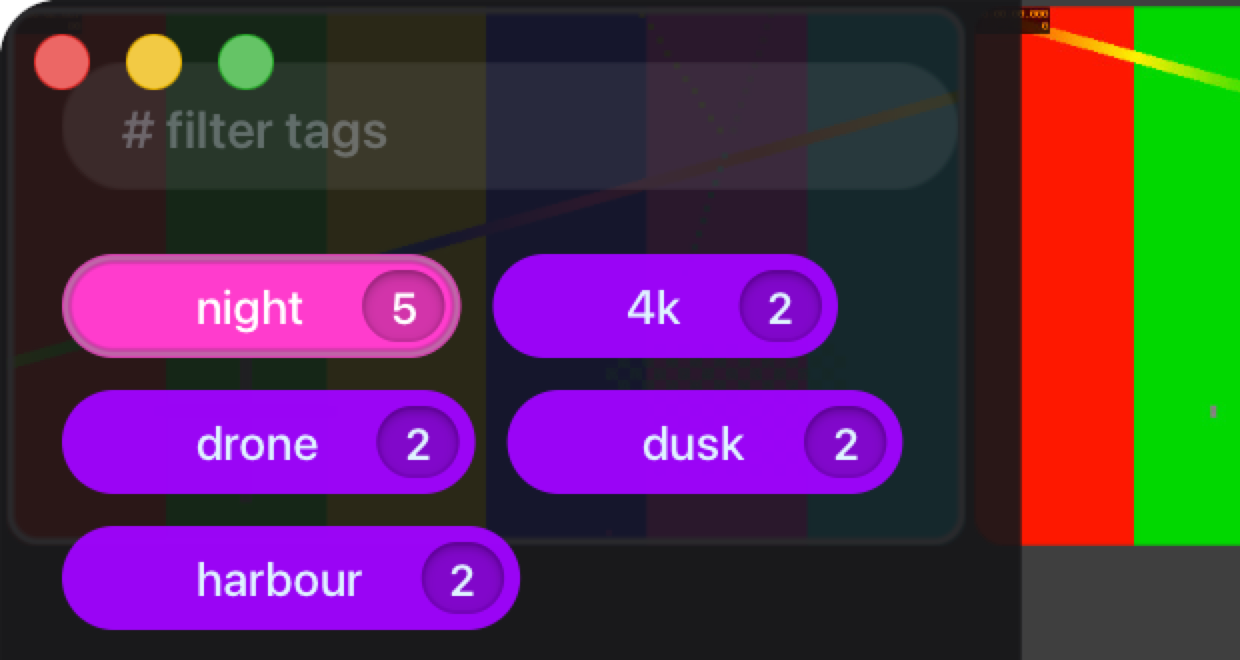 # filter tags
night 5
4k 2
drone 2
dusk 2
harbour 2